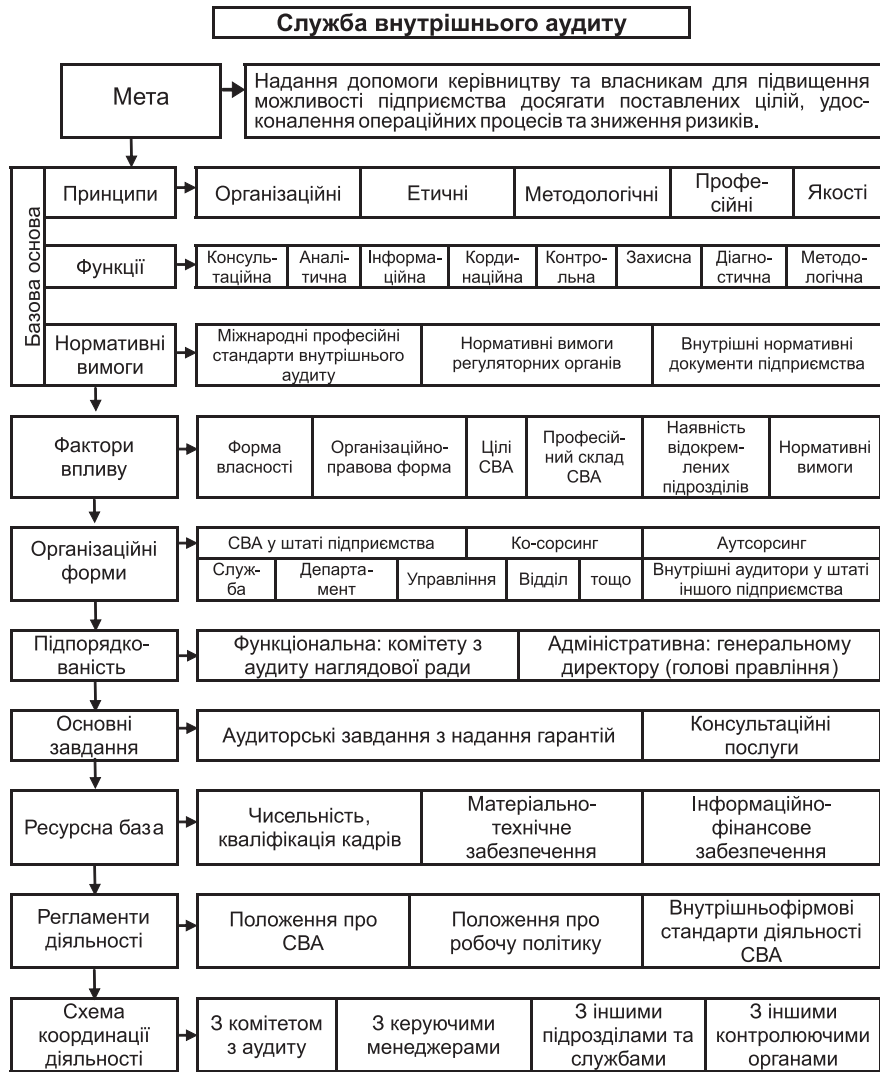 Служба внутрішнього аудиту
Мета
Надання допомоги керівництву та власникам для підвищення
можливості підприємства досягати поставлених цілій, удос-
коналення операційних процесів та зниження ризиків.
Базова основа
Принципи
Організаційні
Етичні
Методологічні
Профе-
сійні
Якості
Функції
Консуль-
таційна
Аналі-
тична
Інформа-
ційна
Корди-
наційна
Контро-
льна
Захисна
Діагно-
стична
Методо-
логічна
Нормативні
вимоги
Міжнародні професійні
стандарти внутрішнього
аудиту
Нормативні вимоги
регуляторних органів
Внутрішні нормативні
документи підприємства
Фактори
впливу
Форма
власності
Організаційно-
правова форма
Цілі
СВА
Професій-
ний склад
СВА
Наявність
відокрем-
лених
підрозділів
Нормативні
вимоги
Організаційні
форми
СВА у штаті підприємства
Ко-сорсинг
Аутсорсинг
Служ-
ба
Департа-
мент
Управління
Відділ
тощо
Внутрішні аудитори у штаті
іншого підприємства
Підпорядко-
ваність
Функціональна: комітету з
аудиту наглядової ради
Адміністративна: генеральному
директору (голові правління)
Основні
завдання
Аудиторські завдання з надання гарантій
Консультаційні
послуги
Ресурсна база
Чисельність,
кваліфікація кадрів
Матеріально-
технічне
забезпечення
Інформаційно-
фінансове
забезпечення
Регламенти
діяльності
Положення про
СВА
Положення про
робочу політику
Внутрішньофірмові
стандарти діяльності
СВА
Схема
координації
діяльності
З комітетом
з аудиту
З керуючими
менеджерами
З іншими
підрозділами та
службами
З іншими
контролюючими
органами